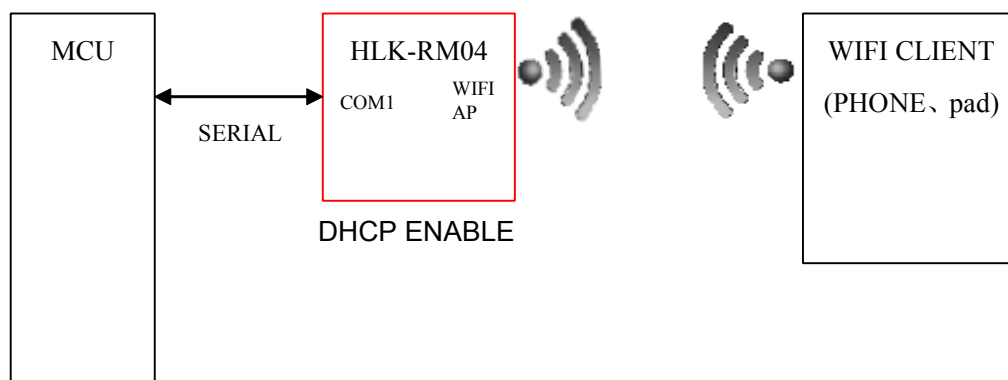 MCU
SERIAL
HLK-RM04
COM1
WIFI
AP
DHCP ENABLE
WIFI CLIENT
(PHONE、pad)